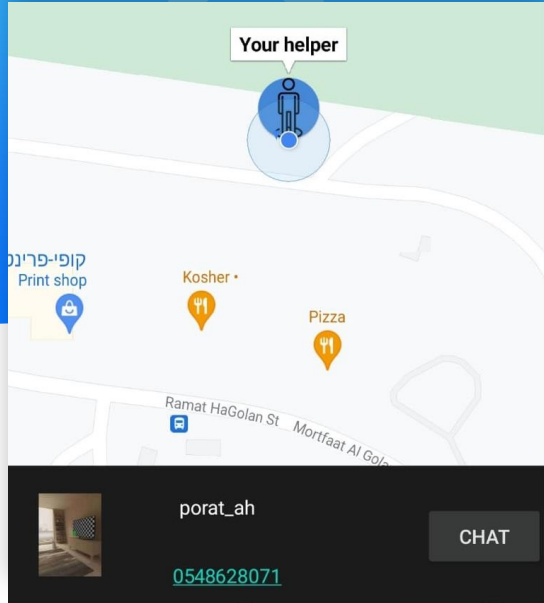 Your helper
קופי-פרינט
Print shop
Kosher •
Pizza
Ramat HaGolan St
Mortfaat Al Gola
porat_ah
CHAT
0548628071